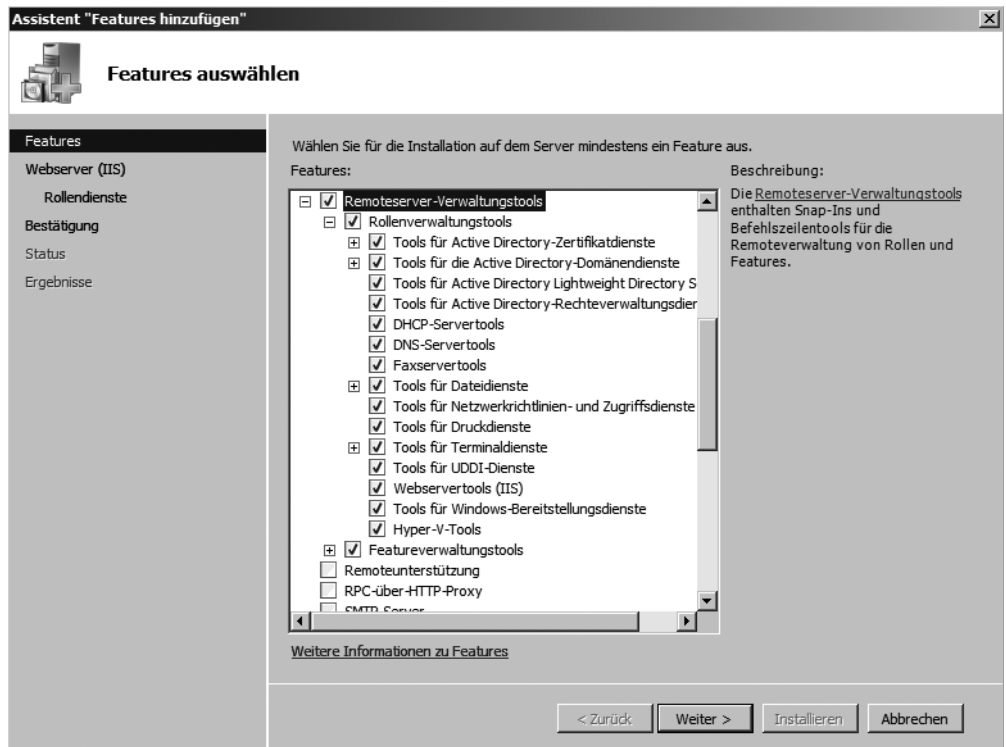 Assistent "Features hinzufügen"
Features auswählen
Features
Webserver (IIS)
Rollendienste
Bestätigung
Status
Ergebnisse
Wählen Sie für die Installation auf dem Server mindestens ein Feature aus.
Features:
Remoteserver-Verwaltungstools
Rollenverwaltungstools
Tools für Active Directory-Zertifikatdienste
Tools für die Active Directory-Domänendienste
Tools für Active Directory Lightweight Directory S
Tools für Active Directory-Rechteverwaltungsdien
DHCP-Servertools
DNS-Servertools
Faxservertools
Tools für Dateidienste
Tools für Netzwerkrichtlinien- und Zugriffsdienste
Tools für Druckdienste
Tools für Terminaldienste
Tools für UDDI-Dienste
Webservertools (IIS)
Tools für Windows-Bereitstellungsdienste
Hyper-V-Tools
Featureverwaltungstools
Remoteunterstützung
RPC-über-HTTP-Proxy
SMTP-Server
Weitere Informationen zu Features
Beschreibung:
Die Remoteserver-Verwaltungstools
enthalten Snap-Ins und
Befehlszeilentools für die
Remoteverwaltung von Rollen und
Features.
< Zurück
Weiter >
Installieren
Abbrechen